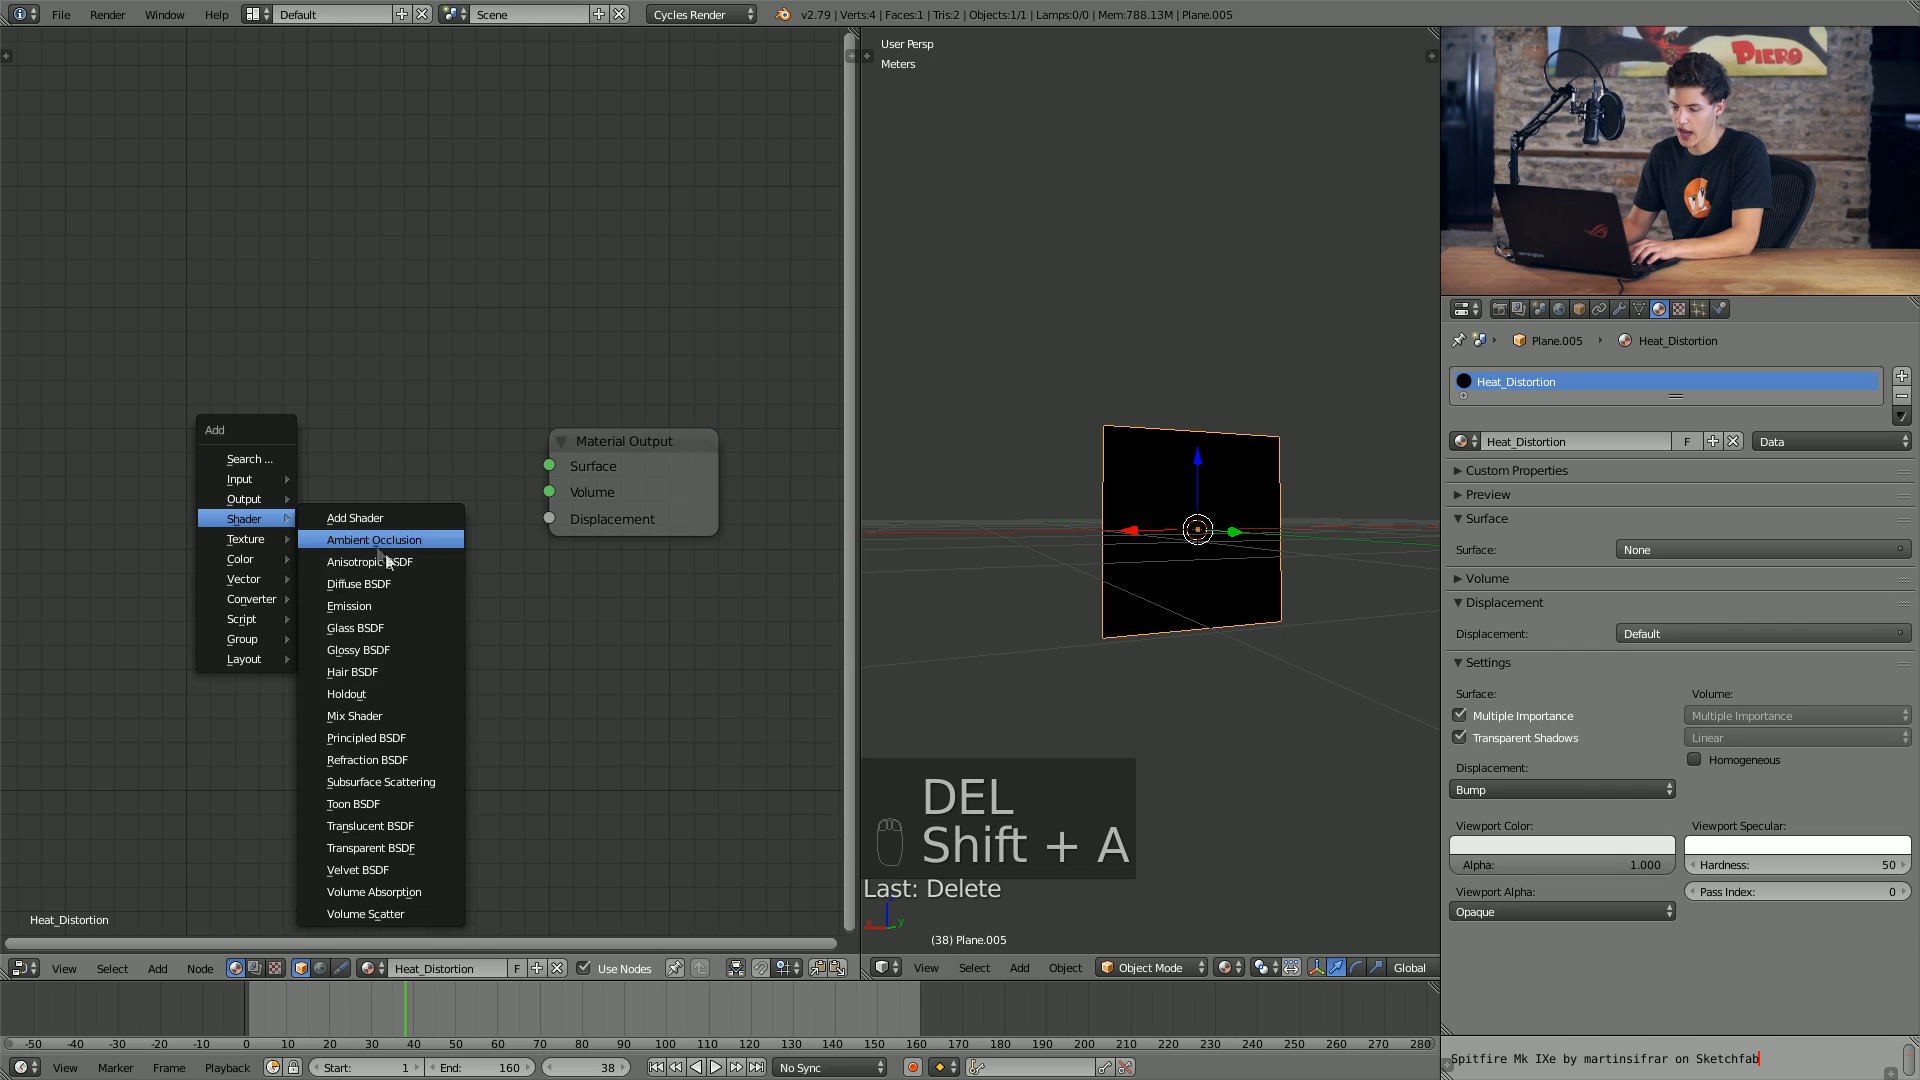 File
Render
Window
Help
Default
Scene
Cycles Render
v2.79 | Verts:4 | Faces:1 | Tris:2 | Objects:1/1 | Lamps:0/0 | Mem:788.13M | Plane.005
User Persp
Meters
PIERO
Add
Search ...
Input
Output
Shader
Texture
Color
Vector
Converter
Script
Group
Layout
Add Shader
Ambient Occlusion
Anisotropic BSDF
Diffuse BSDF
Emission
Glass BSDF
Glossy BSDF
Hair BSDF
Holdout
Mix Shader
Principled BSDF
Refraction BSDF
Subsurface Scattering
Toon BSDF
Translucent BSDF
Transparent BSDF
Velvet BSDF
Volume Absorption
Volume Scatter
Material Output
Surface
Volume
Displacement
Heat_Distortion
DEL
Shift + A
Last: Delete
x
y
(38) Plane.005
Plane.005
Heat_Distortion
Heat_Distortion
Heat_Distortion
F
Data
Custom Properties
Preview
Surface
Surface:
None
Volume
Displacement
Displacement:
Default
Settings
Surface:
Volume:
Multiple Importance
Multiple Importance
Transparent Shadows
Linear
Homogeneous
Displacement:
Bump
Viewport Color:
Viewport Specular:
Alpha: 1.000
Hardness: 50
Viewport Alpha:
Pass Index: 0
Opaque
View
Select
Add
Node
Heat_Distortion
F
Use Nodes
View
Select
Add
Object
Object Mode
Global
-50 -40 -30 -20 -10 0 10 20 30 40 50 60 70 80 90 100 110 120 130 140 150 160 170 180 190 200 210 220 230 240 250 260 270 280
View
Marker
Frame
Playback
Start: 1
End: 160
38
No Sync
Spitfire Mk IXe by martinsifrar on Sketchfab